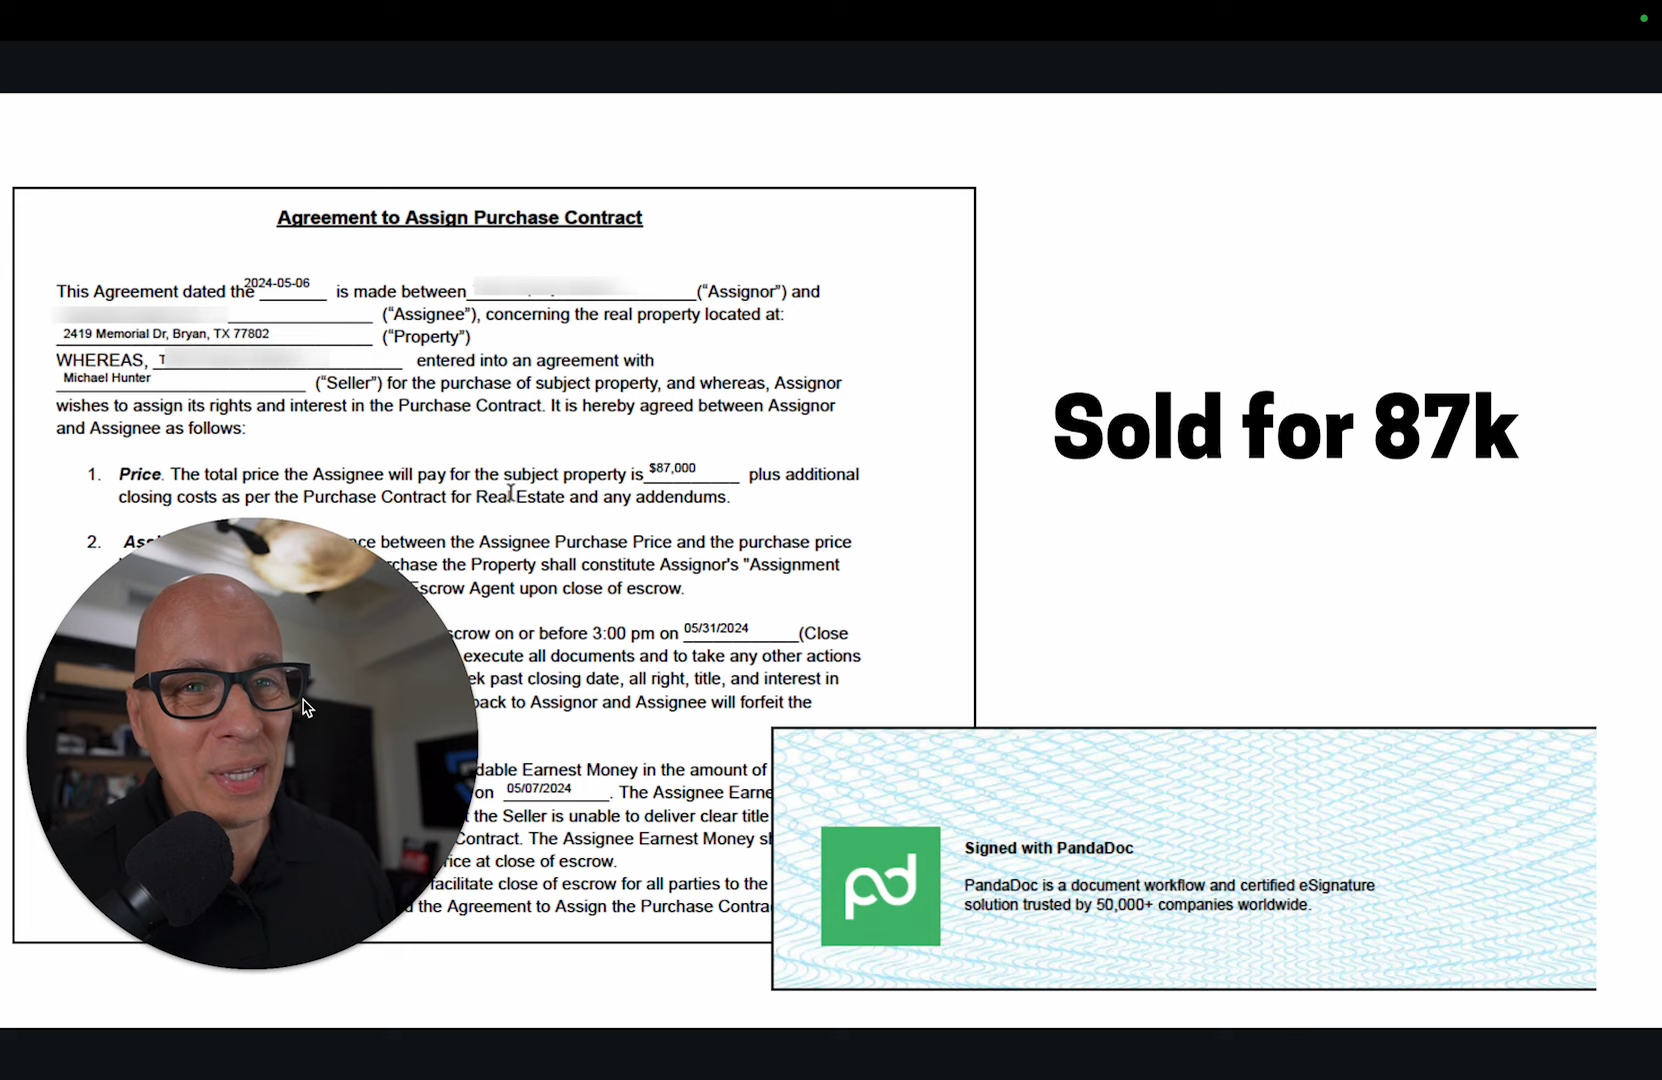 Agreement to Assign Purchase Contract
This Agreement dated the 2024-05-06 is made between (“Assignor”) and
(“Assignee”), concerning the real property located at:
2419 Memorial Dr, Bryan, TX 77802 (“Property”)
WHEREAS, T entered into an agreement with
Michael Hunter (“Seller”) for the purchase of subject property, and whereas, Assignor
wishes to assign its rights and interest in the Purchase Contract. It is hereby agreed between Assignor
and Assignee as follows:
1. Price. The total price the Assignee will pay for the subject property is $87,000 plus additional
closing costs as per the Purchase Contract for Real Estate and any addendums.
2. between the Assignee Purchase Price and the purchase price
the Property shall constitute Assignor's "Assignment
Escrow Agent upon close of escrow.
on or before 3:00 pm on 05/31/2024 (Close
execute all documents and to take any other actions
past closing date, all right, title, and interest in
back to Assignor and Assignee will forfeit the
Earnest Money in the amount of
on 05/07/2024. The Assignee
the Seller is unable to deliver clear title
Contract. The Assignee Earnest Money
at close of escrow.
facilitate close of escrow for all parties to the
the Agreement to Assign the Purchase
Sold for 87k
pd
Signed with PandaDoc
PandaDoc is a document workflow and certified eSignature
solution trusted by 50,000+ companies worldwide.